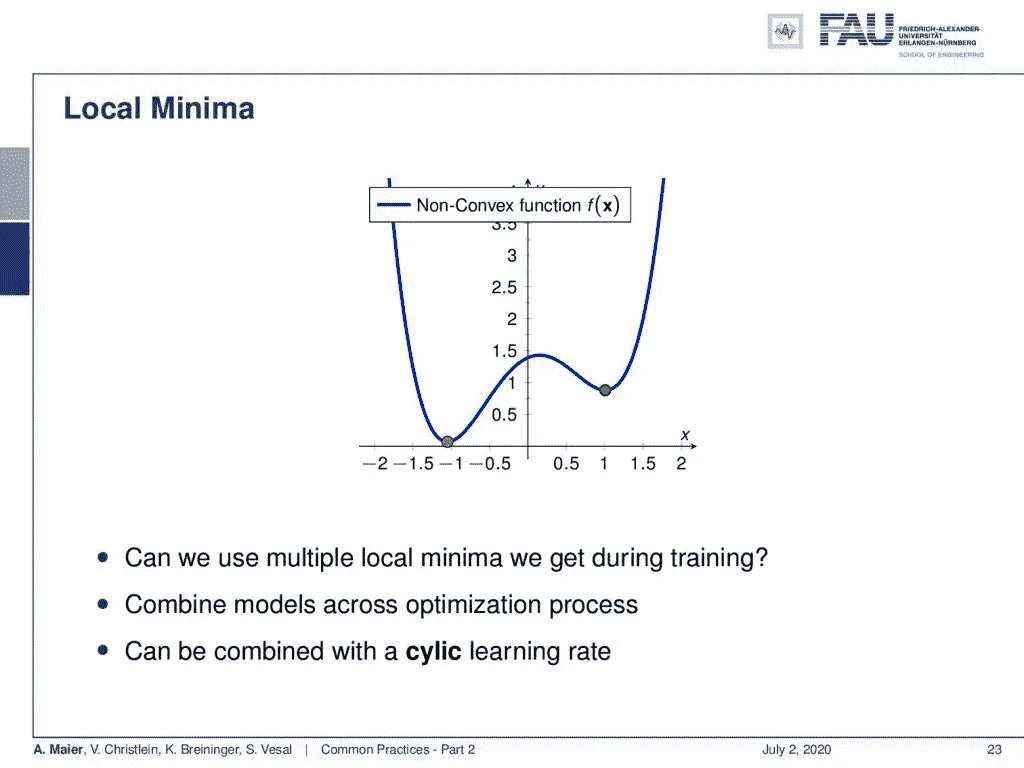 FAU
FRIEDRICH-ALEXANDER-
UNIVERSITÄT
ERLANGEN-NÜRNBERG
SCHOOL OF ENGINEERING
Local Minima
Non-Convex function f(x)
3.5
3
2.5
2
1.5
1
0.5
x
−2 −1.5 −1 −0.5 0.5 1 1.5 2
• Can we use multiple local minima we get during training?
• Combine models across optimization process
• Can be combined with a cylic learning rate
A. Maier, V. Christlein, K. Breininger, S. Vesal | Common Practices - Part 2 July 2, 2020 23